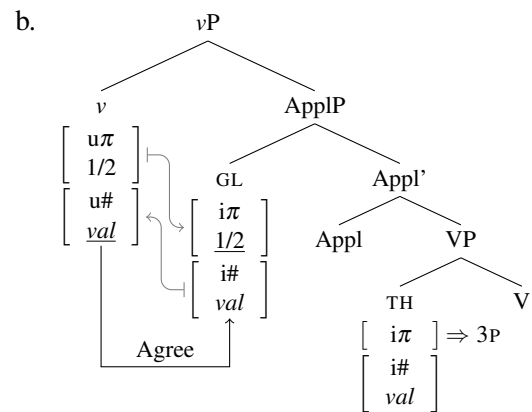 b.
vP
v
ApplP
uπ
1/2
u#
val
GL
iπ
1/2
i#
val
Appl’
Appl
VP
TH
V
iπ ⇒ 3P
i#
val
Agree